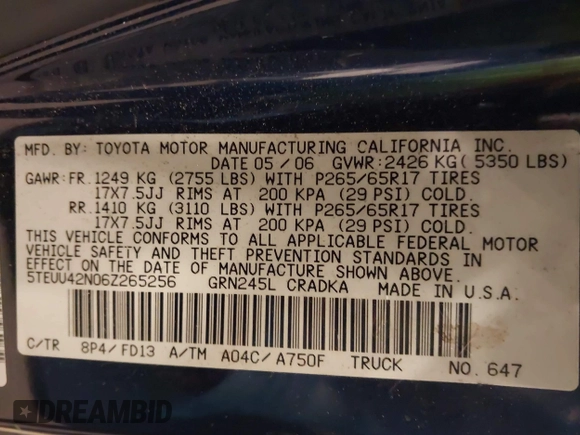 MFD. BY: TOYOTA MOTOR MANUFACTURING CALIFORNIA INC.
DATE 05 / 06 GVWR: 2426 KG ( 5350 LBS)
GAWR: FR. 1249 KG (2755 LBS) WITH P265/65R17 TIRES
17X7.5JJ RIMS AT 200 KPA (29 PSI) COLD.
RR. 1410 KG (3110 LBS) WITH P265/65R17 TIRES
17X7.5JJ RIMS AT 200 KPA (29 PSI) COLD.
THIS VEHICLE CONFORMS TO ALL APPLICABLE FEDERAL MOTOR
VEHICLE SAFETY AND THEFT PREVENTION STANDARDS IN
EFFECT ON THE DATE OF MANUFACTURE SHOWN ABOVE.
5TEUU42N06Z265256 GRN245L CRADKA MADE IN U.S.A.
C/TR 8P4/ FD13 A/TM A04C/ A750F TRUCK NO. 647
DREAMBID